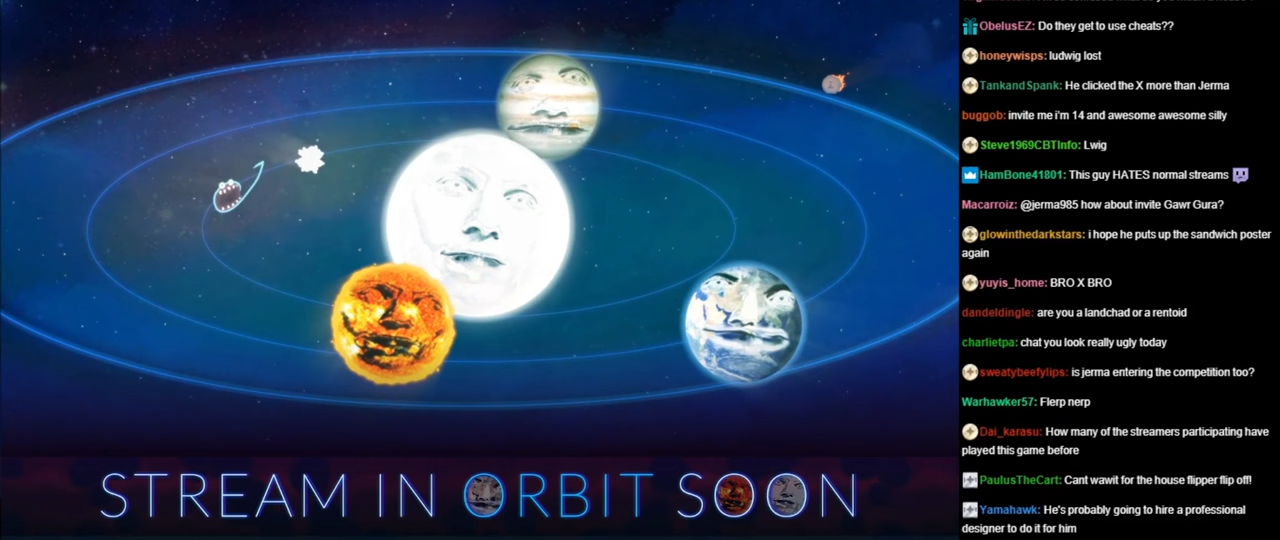 ObelusEZ: Do they get to use cheats??
honeywisps: ludwig lost
TankandSpank: He clicked the X more than Jerma
buggob: invite me i'm 14 and awesome awesome silly
Steve1969CBTInfo: Lwig
HamBone41801: This guy HATES normal streams
Macarroiz: @jerma985 how about invite Gawr Gura?
glowinthedarkstars: i hope he puts up the sandwich poster
again
yuyis_home: BRO X BRO
dandeldingle: are you a landchad or a rentoid
charlietpa: chat you look really ugly today
sweatybeefylips: is jerma entering the competition too?
Warhawker57: Flerp nerp
Dai_karasu: How many of the streamers participating have
played this game before
PaulusTheCart: Cant wawit for the house flipper flip off!
Yamahawk: He's probably going to hire a professional
designer to do it for him
STREAM IN ORBIT SOON